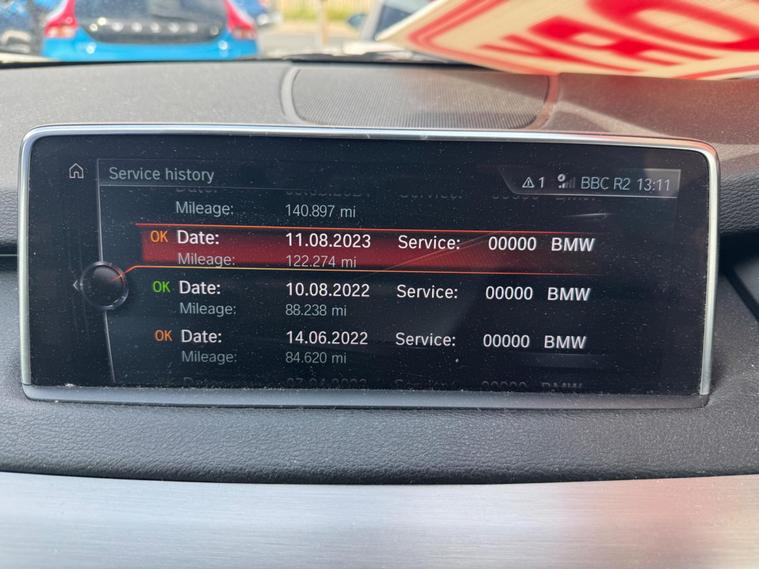 VOLVO
Service history
1 BBC R2 13:11
Mileage: 140.897 mi
OK Date: 11.08.2023 Service: 00000 BMW
Mileage: 122.274 mi
OK Date: 10.08.2022 Service: 00000 BMW
Mileage: 88.238 mi
OK Date: 14.06.2022 Service: 00000 BMW
Mileage: 84.620 mi